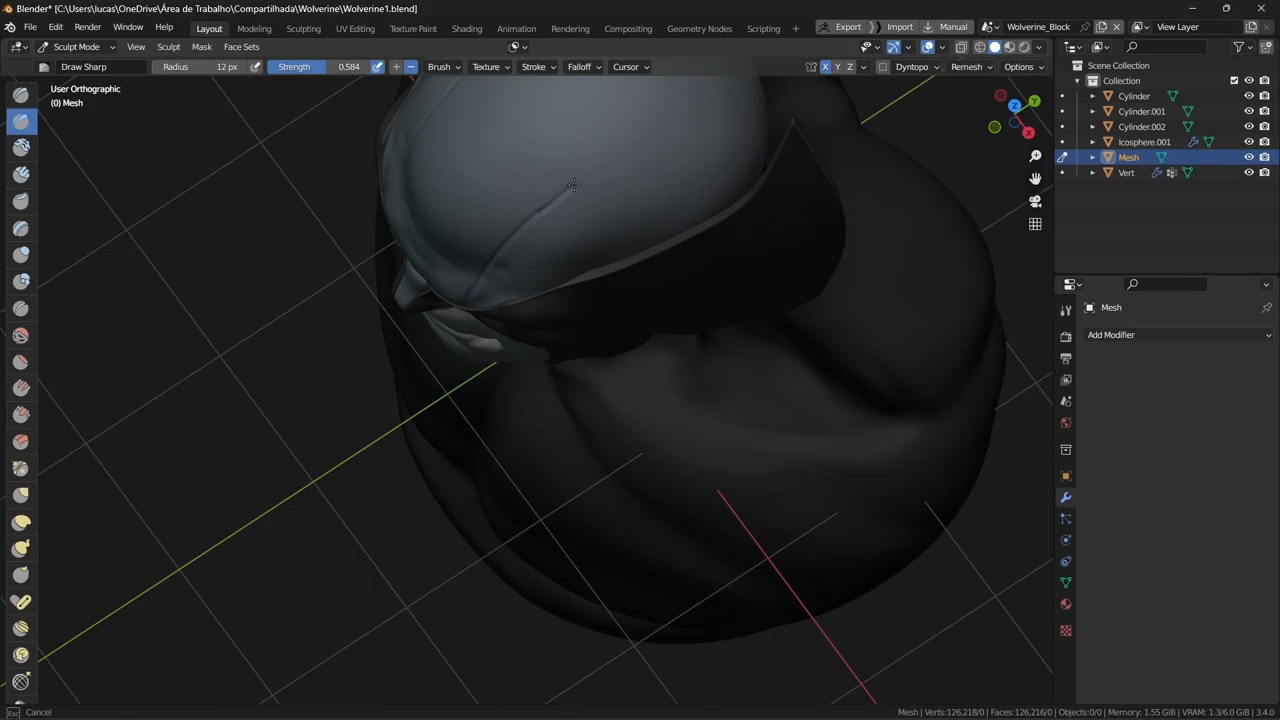 Blender* [C:\Users\lucas\OneDrive\Área de Trabalho\Compartilhada\Wolverine\Wolverine1.blend]
File Edit Render Window Help Layout Modeling Sculpting UV Editing Texture Paint Shading Animation Rendering Compositing Geometry Nodes Scripting Export Import Manual Wolverine_Block View Layer
Sculpt Mode View Sculpt Mask Face Sets
Draw Sharp Radius 12 px Strength 0.584 Brush Texture Stroke Falloff Cursor X Y Z Dyntopo Remesh Options
User Orthographic
(0) Mesh
Z Y X
Scene Collection
Collection
Cylinder
Cylinder.001
Cylinder.002
Icosphere.001
Mesh
Vert
Mesh
Add Modifier
Esc Cancel
Mesh | Verts:126,218/0 | Faces:126,216/0 | Objects:0/0 | Memory: 1.55 GiB | VRAM: 1.3/6.0 GiB | 3.4.0